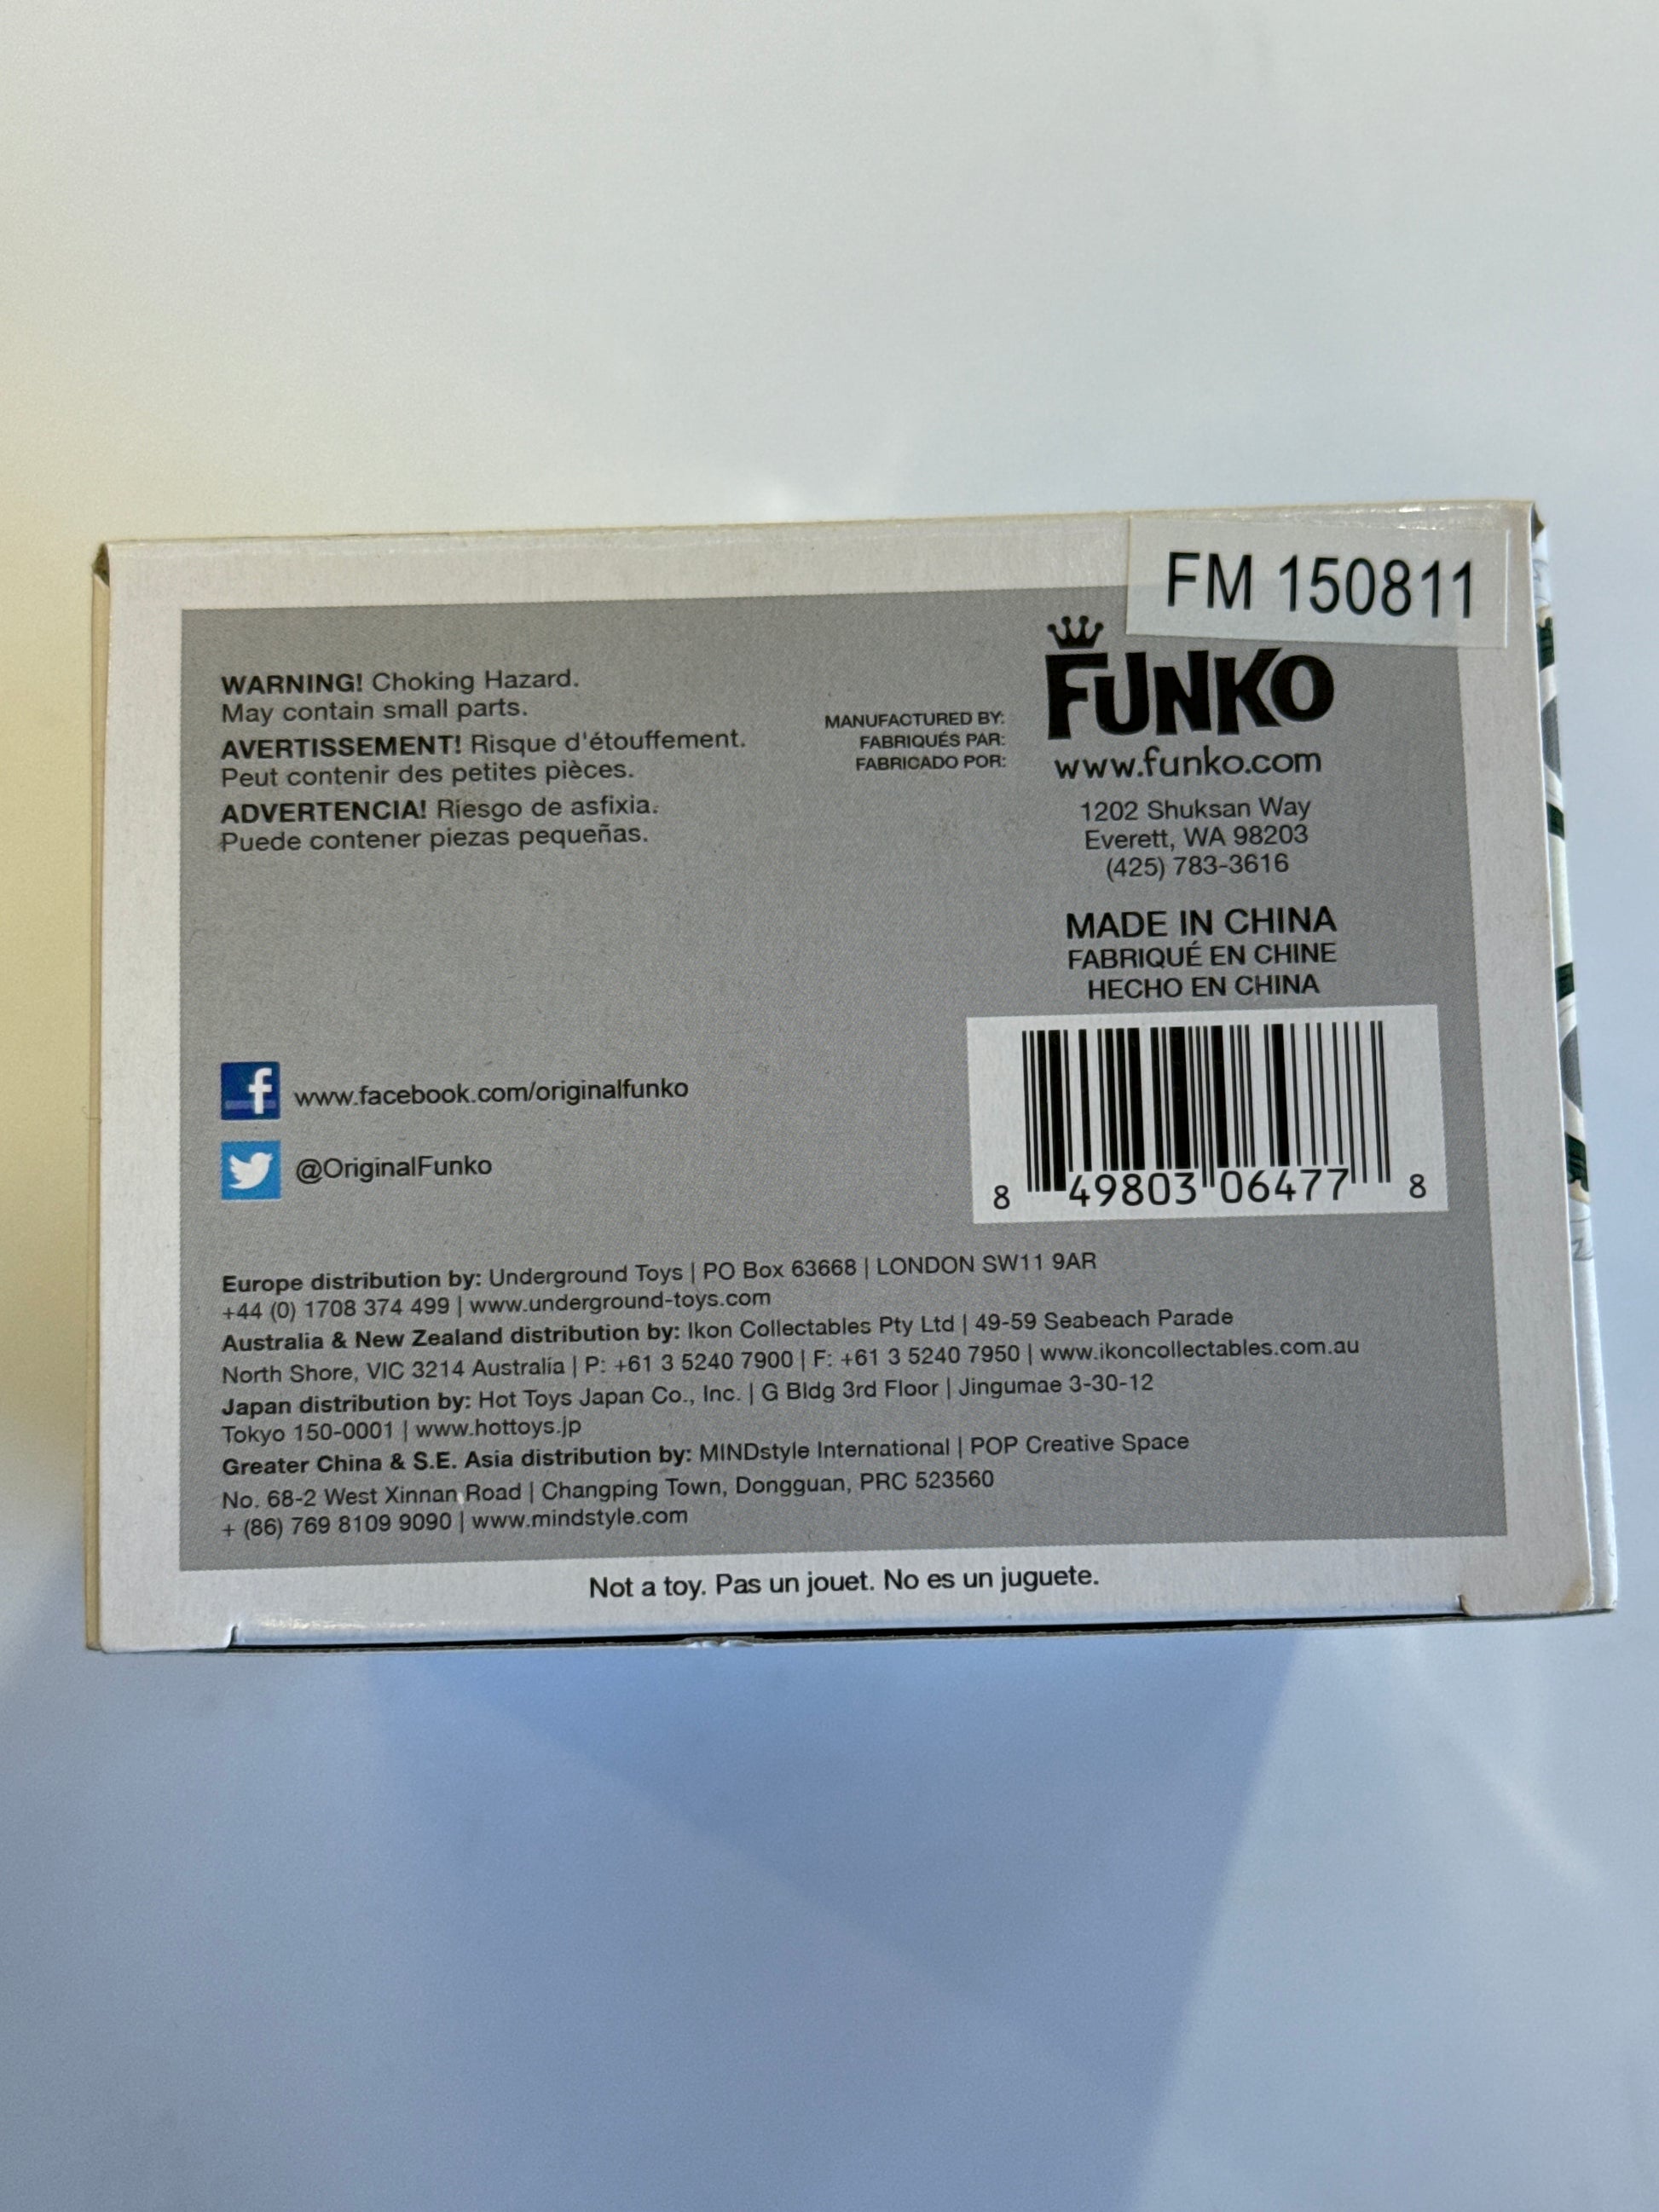 FM 150811
WARNING! Choking Hazard.
May contain small parts.
AVERTISSEMENT! Risque d'étouffement.
Peut contenir des petites pièces.
ADVERTENCIA! Riesgo de asfixia.
Puede contener piezas pequeñas.
MANUFACTURED BY:
FABRIQUÉS PAR:
FABRICADO POR:
FUNKO
www.funko.com
1202 Shuksan Way
Everett, WA 98203
(425) 783-3616
MADE IN CHINA
FABRIQUÉ EN CHINE
HECHO EN CHINA
8 49803 06477 8
f www.facebook.com/originalfunko
@OriginalFunko
Europe distribution by: Underground Toys | PO Box 63668 | LONDON SW11 9AR
+44 (0) 1708 374 499 | www.underground-toys.com
Australia & New Zealand distribution by: Ikon Collectables Pty Ltd | 49-59 Seabeach Parade
North Shore, VIC 3214 Australia | P: +61 3 5240 7900 | F: +61 3 5240 7950 | www.ikoncollectables.com.au
Japan distribution by: Hot Toys Japan Co., Inc. | G Bldg 3rd Floor | Jingumae 3-30-12
Tokyo 150-0001 | www.hottoys.jp
Greater China & S.E. Asia distribution by: MINDstyle International | POP Creative Space
No. 68-2 West Xinnan Road | Changping Town, Dongguan, PRC 523560
+ (86) 769 8109 9090 | www.mindstyle.com
Not a toy. Pas un jouet. No es un juguete.